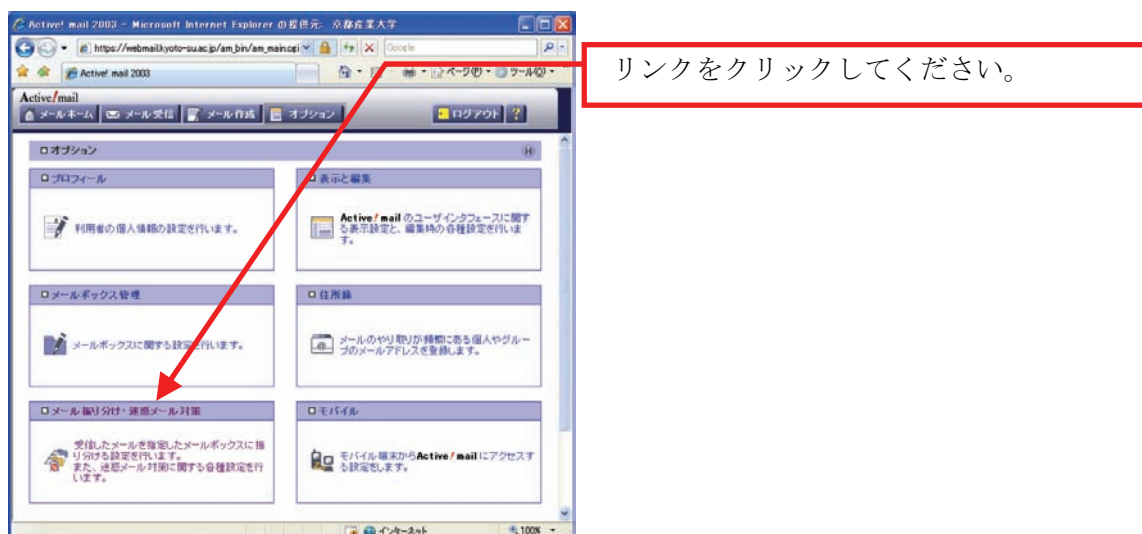 Active! mail 2003 - Microsoft Internet Explorer の提供元: 京都産業大学
https://webmail.kyoto-su.ac.jp/am_bin/am_main.cgi
Google
Active! mail 2003
ページ(P)
ツール(O)
リンクをクリックしてください。
Active!mail
メールホーム
メール受信
メール作成
オプション
ログアウト
?
オプション
プロフィール
利用者の個人情報の設定を行います。
表示と編集
Active! mail のユーザインタフェースに関す
る表示設定と、編集時の各種設定を行いま
す。
メールボックス管理
メールボックスに関する設定を行います。
住所録
メールのやり取りが頻繁にある個人やグルー
プのメールアドレスを登録します。
メール振り分け・迷惑メール対策
受信したメールを指定したメールボックスに振
り分ける設定を行います。
また、迷惑メール対策に関する各種設定を行
います。
モバイル
モバイル端末からActive! mail にアクセスす
る設定をします。
インターネット
100%